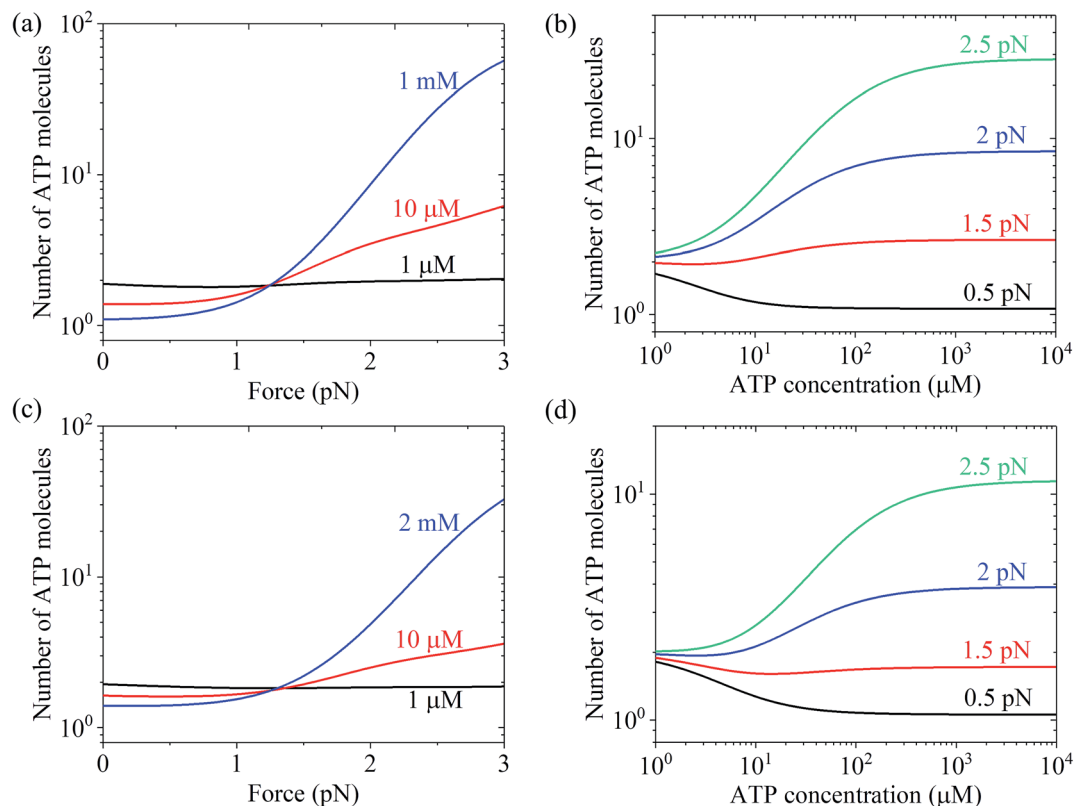 (a)
Number of ATP molecules
10²
10¹
10⁰
1 mM
10 μM
1 μM
0
1
2
3
Force (pN)
(b)
Number of ATP molecules
10¹
10⁰
2.5 pN
2 pN
1.5 pN
0.5 pN
10⁰
10¹
10²
10³
10⁴
ATP concentration (μM)
(c)
Number of ATP molecules
10²
10¹
10⁰
2 mM
10 μM
1 μM
0
1
2
3
Force (pN)
(d)
Number of ATP molecules
10¹
10⁰
2.5 pN
2 pN
1.5 pN
0.5 pN
10⁰
10¹
10²
10³
10⁴
ATP concentration (μM)